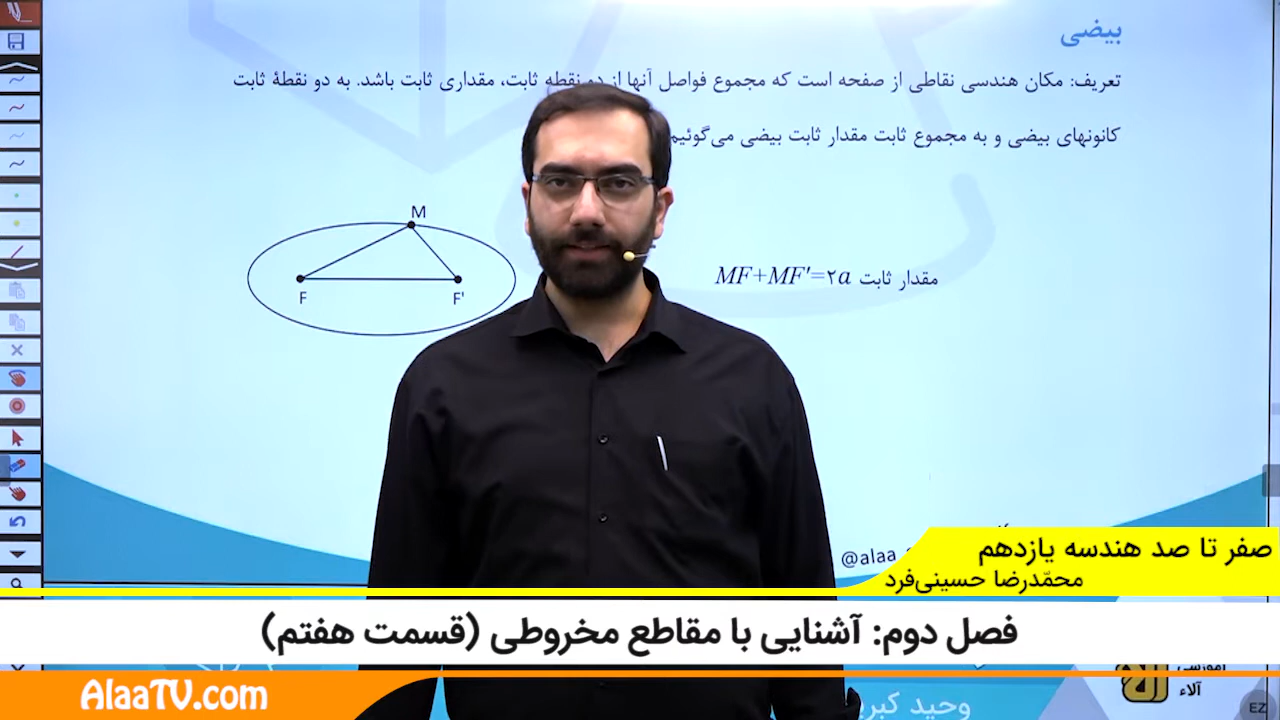 بیضی
تعریف: مکان هندسی نقاطی از صفحه است که مجموع فواصل آنها از دو نقطه ثابت، مقداری ثابت باشد. به دو نقطهٔ ثابت
کانونهای بیضی و به مجموع ثابت مقدار ثابت بیضی می‌گوئیم
M
F
F'
MF+MF'=۲a مقدار ثابت
@alaa
صفر تا صد هندسه یازدهم
محمّدرضا حسینی‌فرد
فصل دوم: آشنایی با مقاطع مخروطی (قسمت هفتم)
AlaaTV.com
وحید
آموزشی
آلاء
EZ